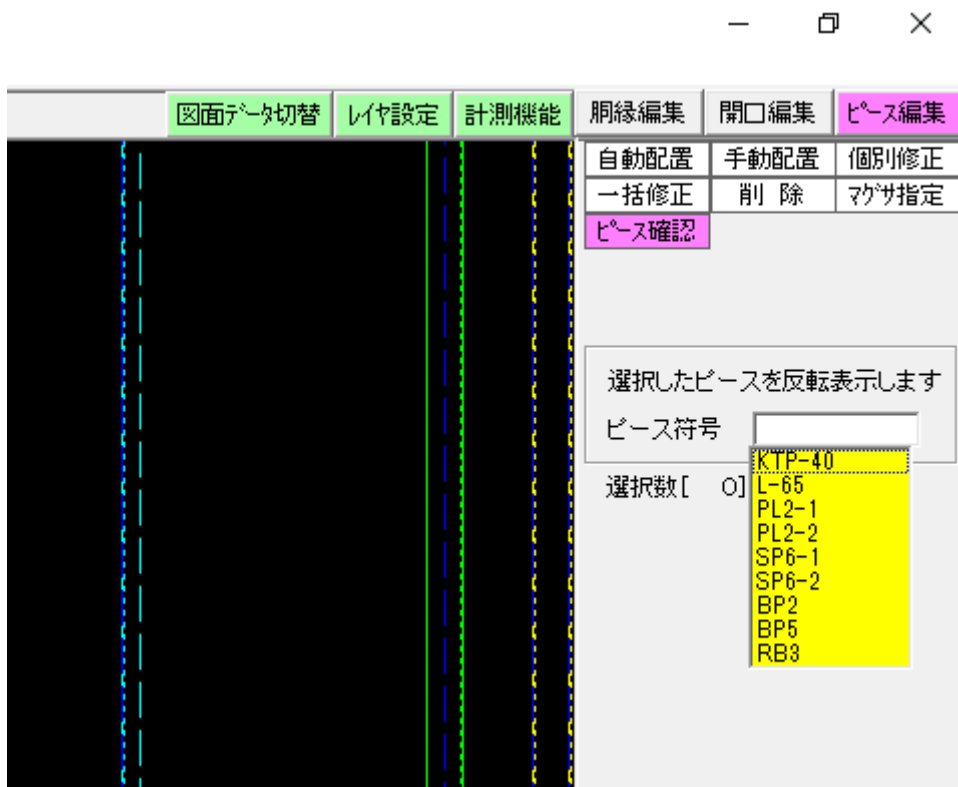 図面ﾃﾞｰﾀ切替 ﾚｲﾔ設定 計測機能 胴縁編集 開口編集 ﾋﾟｰｽ編集
自動配置 手動配置 個別修正
一括修正 削 除 ﾏｸﾞｻ指定
ﾋﾟｰｽ確認
選択したピースを反転表示します
ピース符号
KTP-40
選択数[ 0] L-65
PL2-1
PL2-2
SP6-1
SP6-2
BP2
BP5
RB3